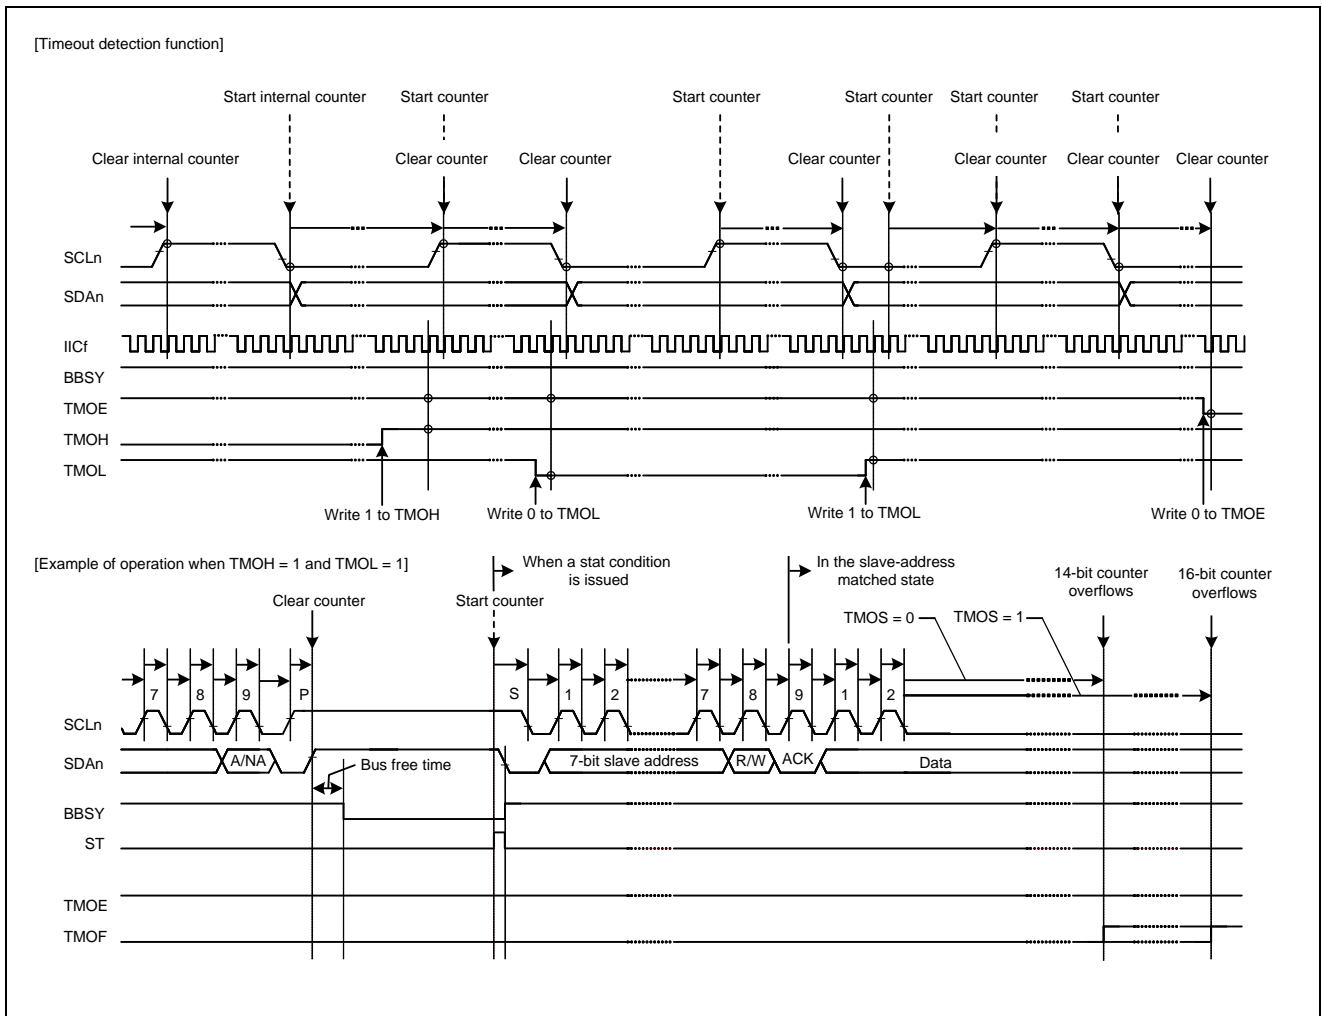 [Timeout detection function]
Start internal counter Start counter Start counter Start counter Start counter Start counter
Clear internal counter Clear counter Clear counter Clear counter Clear counter Clear counter Clear counter
SCLn
SDAn
IICf
BBSY
TMOE
TMOH
TMOL
Write 1 to TMOH Write 0 to TMOL Write 1 to TMOL Write 0 to TMOE
[Example of operation when TMOH = 1 and TMOL = 1]
When a stat condition
is issued
In the slave-address
matched state
14-bit counter
overflows
16-bit counter
overflows
Clear counter Start counter
TMOS = 0 TMOS = 1
7 8 9 P S 1 2 7 8 9 1 2
SCLn
SDAn A/NA Bus free time 7-bit slave address R/W ACK Data
BBSY
ST
TMOE
TMOF